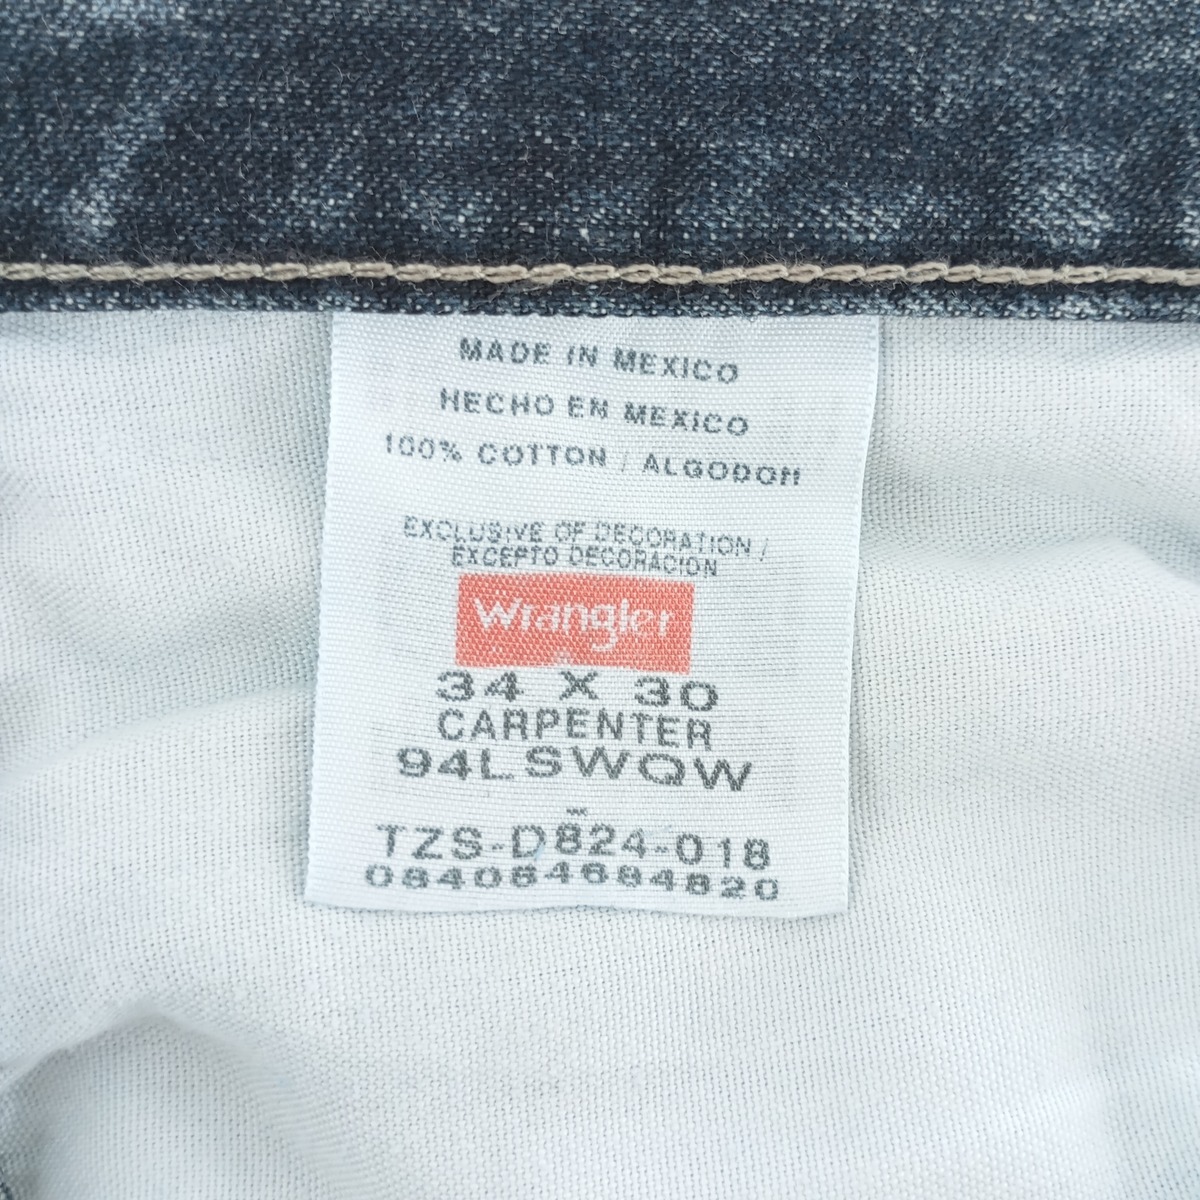 MADE IN MEXICO
HECHO EN MEXICO
100% COTTON / ALGODON
EXCLUSIVE OF DECORATION /
EXCEPTO DECORACION
Wrangler
34 X 30
CARPENTER
94LSWQW
TZS-D824-018
084084684820